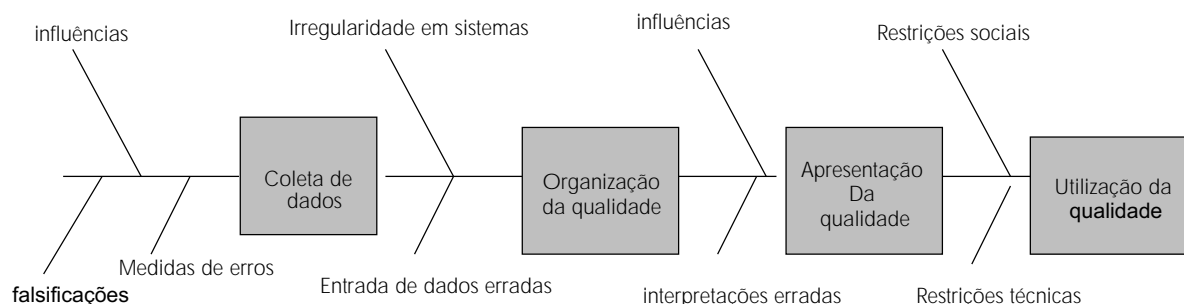 influências
Irregularidade em sistemas
influências
Restrições sociais
Coleta de
dados
Organização
da qualidade
Apresentação
Da
qualidade
Utilização da
qualidade
falsificações
Medidas de erros
Entrada de dados erradas
interpretações erradas
Restrições técnicas